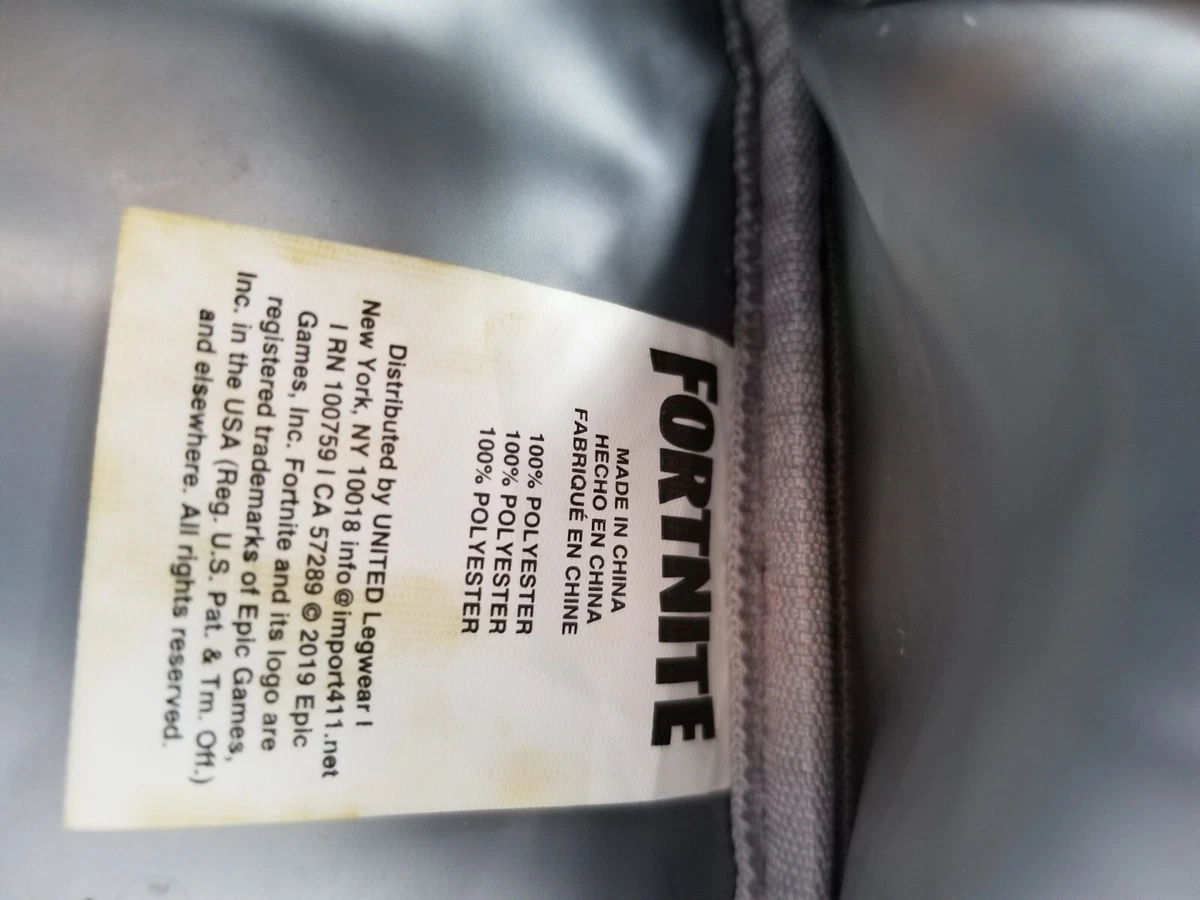 FORTNITE
MADE IN CHINA
HECHO EN CHINA
FABRIQUÉ EN CHINE
100% POLYESTER
100% POLYESTER
100% POLYESTER
Distributed by UNITED Legwear I
New York, NY 10018 info@import411.net
I RN 100759 I CA 57289 © 2019 Epic
Games, Inc. Fortnite and its logo are
registered trademarks of Epic Games,
Inc. in the USA (Reg. U.S. Pat. & Tm. Off.)
and elsewhere. All rights reserved.